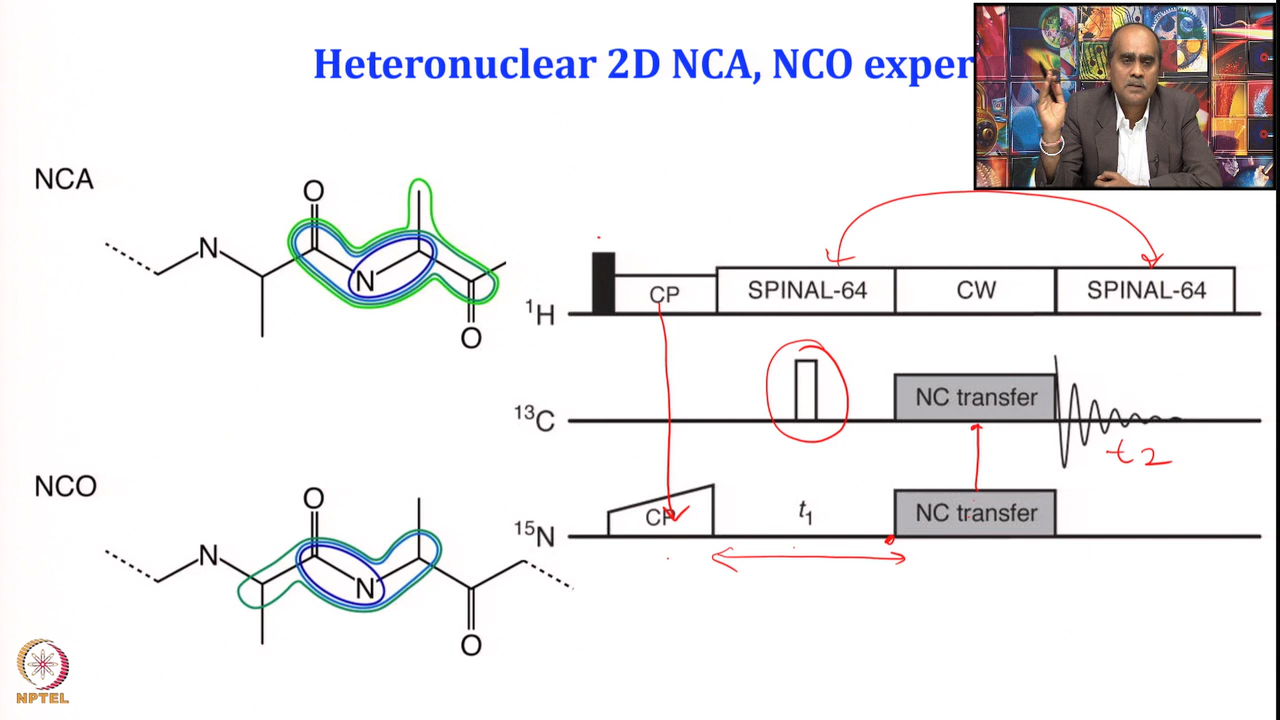 Heteronuclear 2D NCA, NCO exper
NCA
O
N
N
O
¹H
CP
SPINAL-64
CW
SPINAL-64
¹³C
NC transfer
t2
NCO
O
N
N
O
¹⁵N
CP
t₁
NC transfer
NPTEL